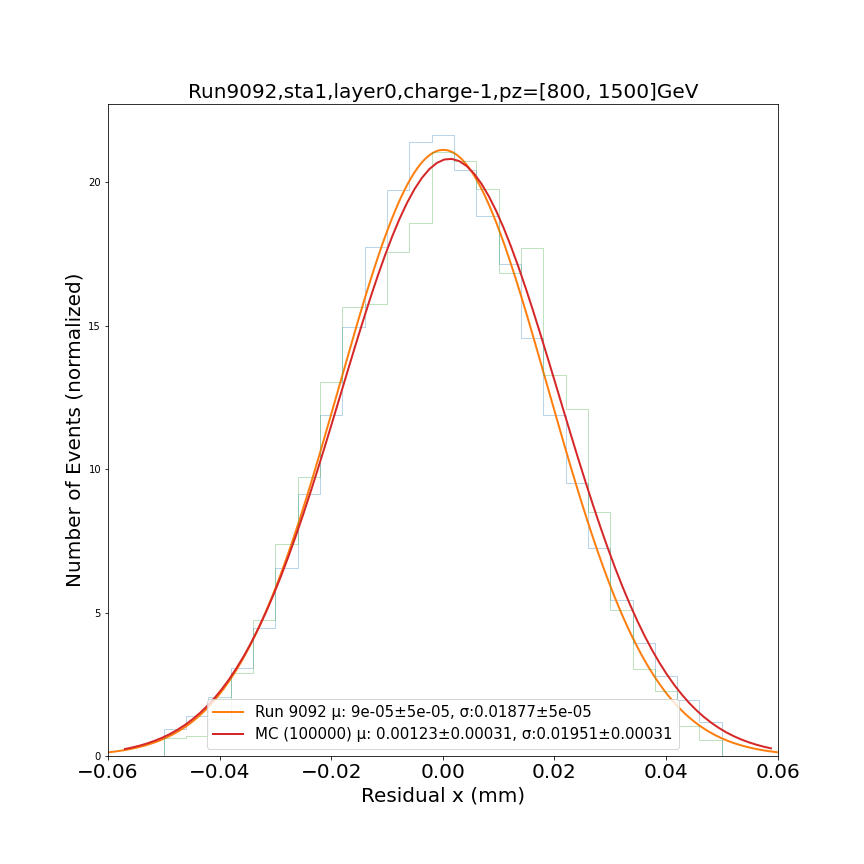 Run9092,sta1,layer0,charge-1,pz=[800, 1500]GeV
Number of Events (normalized)
20
15
10
5
0
Run 9092 μ: 9e-05±5e-05, σ:0.01877±5e-05
MC (100000) μ: 0.00123±0.00031, σ:0.01951±0.00031
−0.06 −0.04 −0.02 0.00 0.02 0.04 0.06
Residual x (mm)